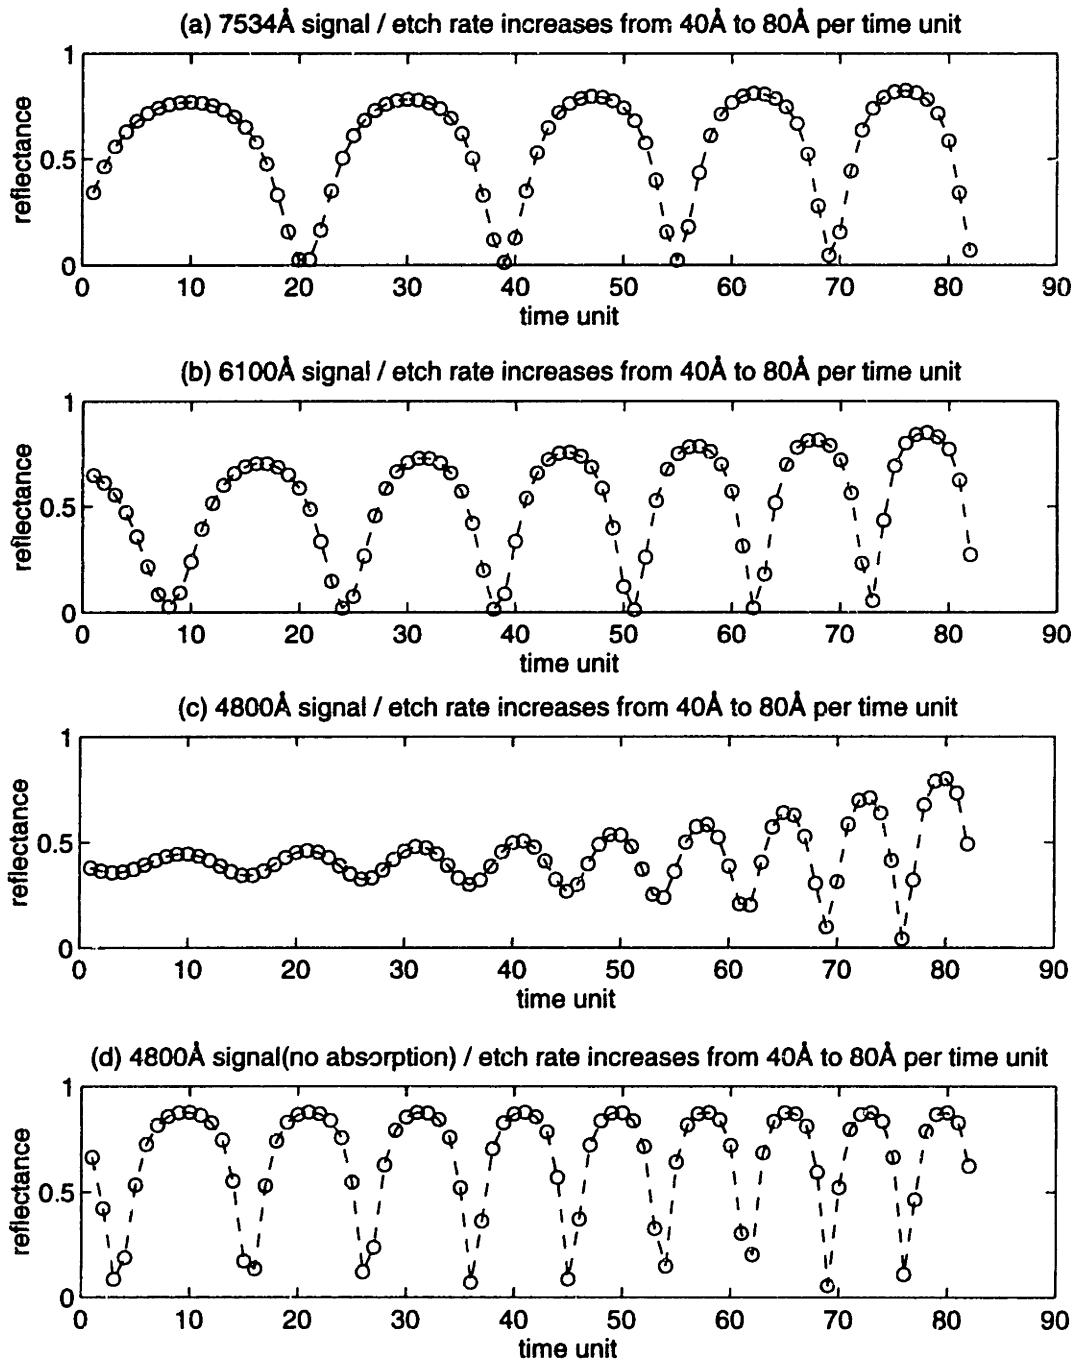 (a) 7534Å signal / etch rate increases from 40Å to 80Å per time unit
1
0.5
0
reflectance
0 10 20 30 40 50 60 70 80 90
time unit
(b) 6100Å signal / etch rate increases from 40Å to 80Å per time unit
1
0.5
0
reflectance
0 10 20 30 40 50 60 70 80 90
time unit
(c) 4800Å signal / etch rate increases from 40Å to 80Å per time unit
1
0.5
0
reflectance
0 10 20 30 40 50 60 70 80 90
time unit
(d) 4800Å signal(no absorption) / etch rate increases from 40Å to 80Å per time unit
1
0.5
0
reflectance
0 10 20 30 40 50 60 70 80 90
time unit